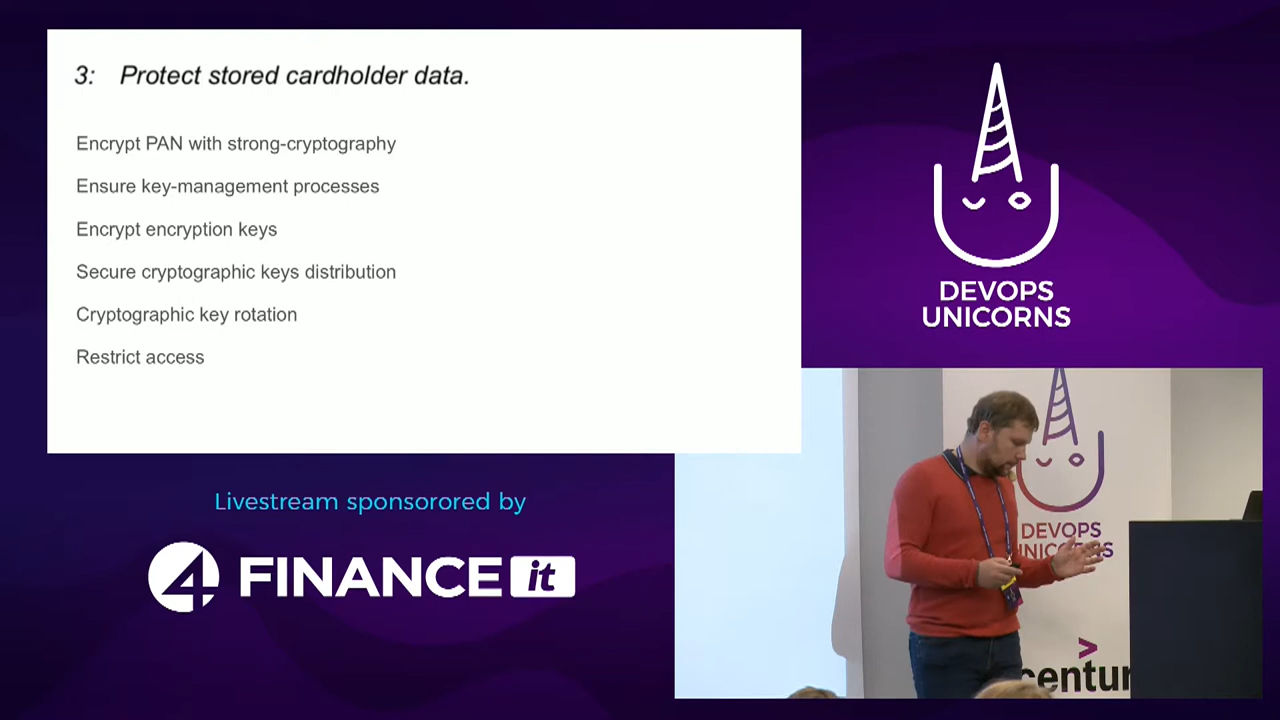 3: Protect stored cardholder data.
Encrypt PAN with strong-cryptography
Ensure key-management processes
Encrypt encryption keys
Secure cryptographic keys distribution
Cryptographic key rotation
Restrict access
DEVOPS
UNICORNS
Livestream sponsorored by
4FINANCE it
DEVOPS
UNICORNS
>
centur